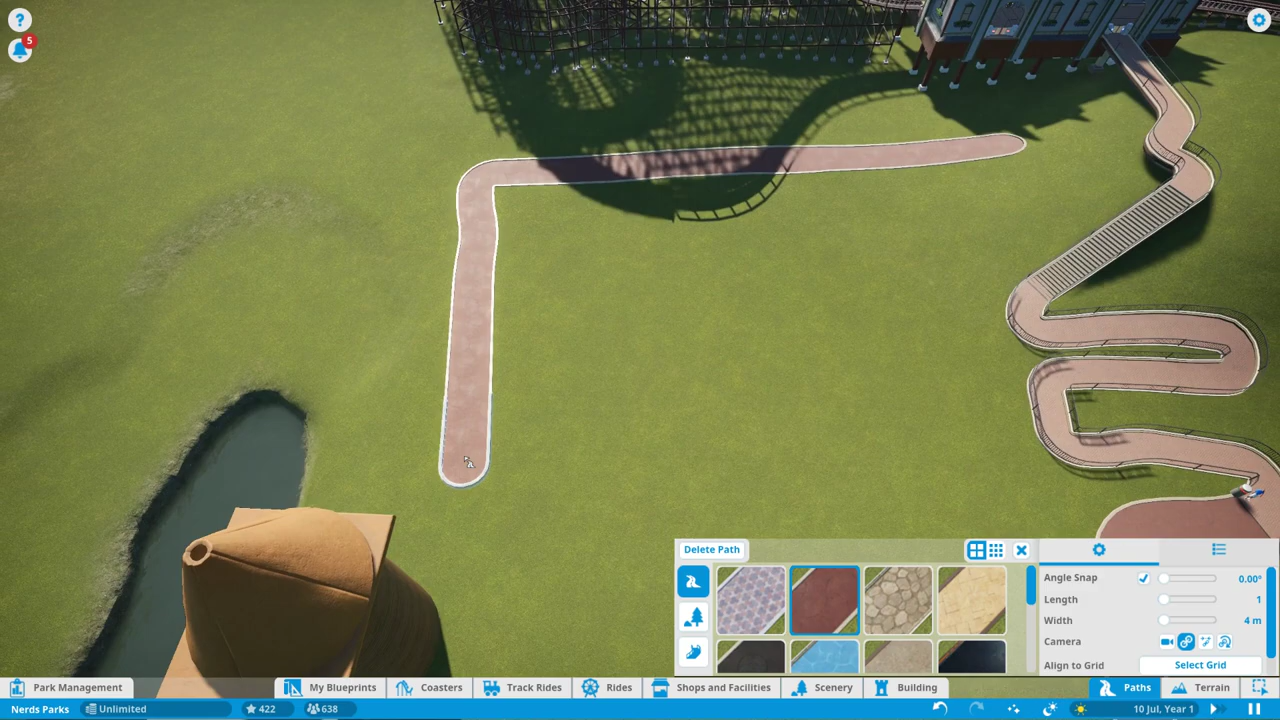 ?
5
Delete Path
Angle Snap 0.00°
Length 1
Width 4 m
Camera
Align to Grid Select Grid
Park Management My Blueprints Coasters Track Rides Rides Shops and Facilities Scenery Building Paths Terrain
Nerds Parks Unlimited 422 638 10 Jul, Year 1